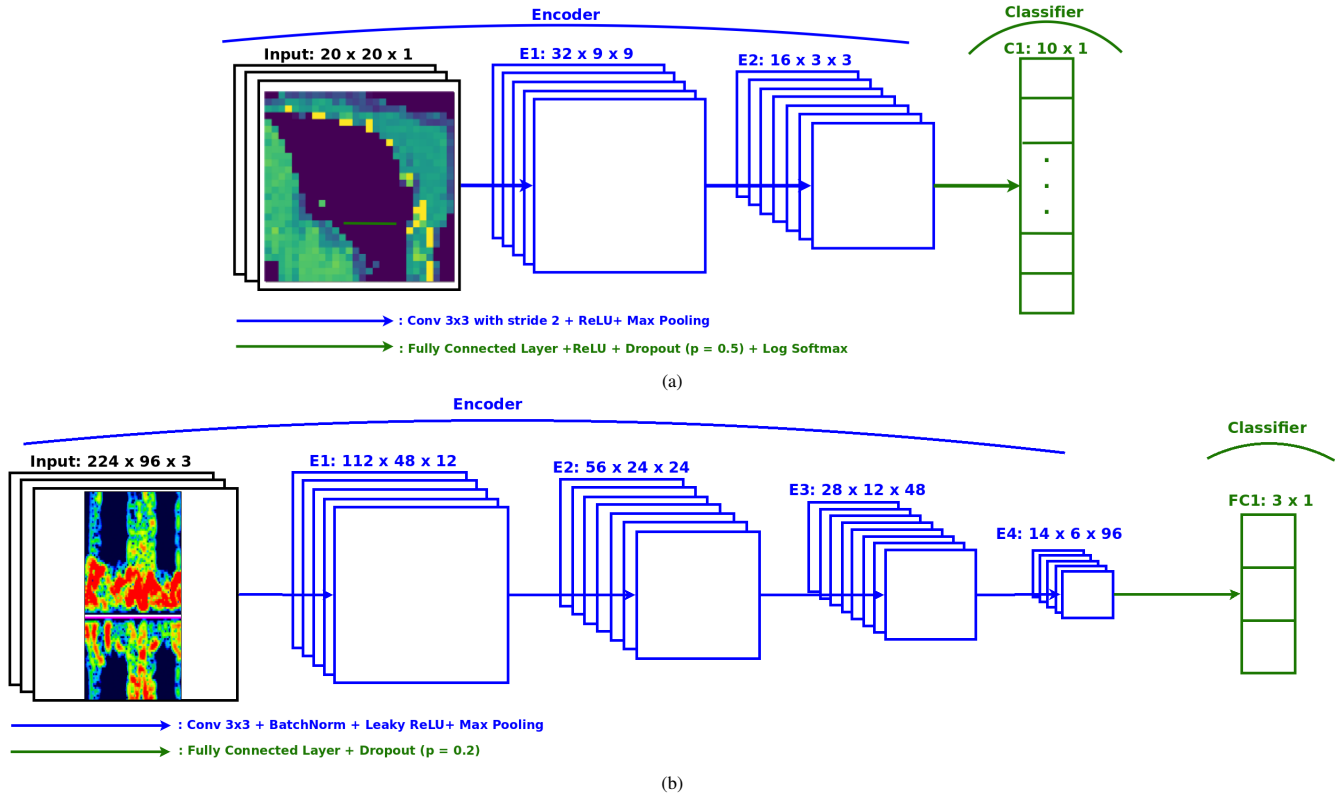 Encoder
Classifier
Input: 20 x 20 x 1
E1: 32 x 9 x 9
E2: 16 x 3 x 3
C1: 10 x 1
: Conv 3x3 with stride 2 + ReLU+ Max Pooling
: Fully Connected Layer +ReLU + Dropout (p = 0.5) + Log Softmax
(a)
Encoder
Classifier
Input: 224 x 96 x 3
E1: 112 x 48 x 12
E2: 56 x 24 x 24
E3: 28 x 12 x 48
E4: 14 x 6 x 96
FC1: 3 x 1
: Conv 3x3 + BatchNorm + Leaky ReLU+ Max Pooling
: Fully Connected Layer + Dropout (p = 0.2)
(b)